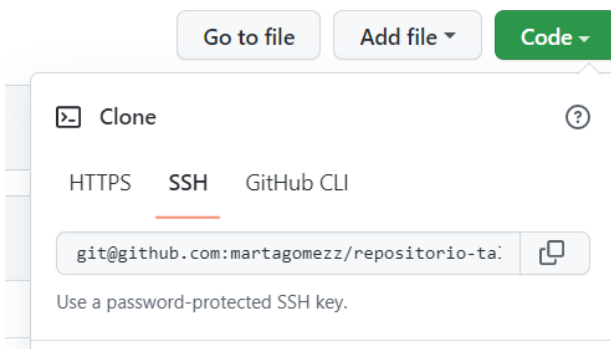 Go to file Add file Code
Clone
HTTPS SSH GitHub CLI
git@github.com:martagomezz/repositorio-ta
Use a password-protected SSH key.